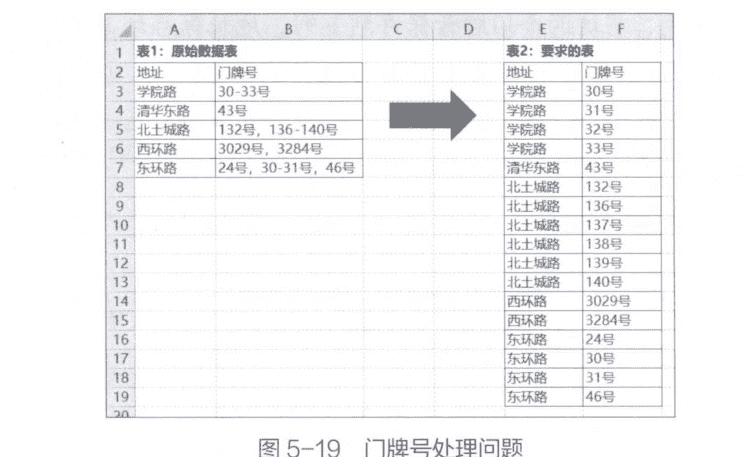 A B C D E F
1 表1：原始数据表 表2：要求的表
2 地址 门牌号 地址 门牌号
3 学院路 30-33号 学院路 30号
4 清华东路 43号 学院路 31号
5 北土城路 132号，136-140号 学院路 32号
6 西环路 3029号，3284号 学院路 33号
7 东环路 24号，30-31号，46号 清华东路 43号
8 北土城路 132号
9 北土城路 136号
10 北土城路 137号
11 北土城路 138号
12 北土城路 139号
13 北土城路 140号
14 西环路 3029号
15 西环路 3284号
16 东环路 24号
17 东环路 30号
18 东环路 31号
19 东环路 46号
20
图 5-19 门牌号处理问题